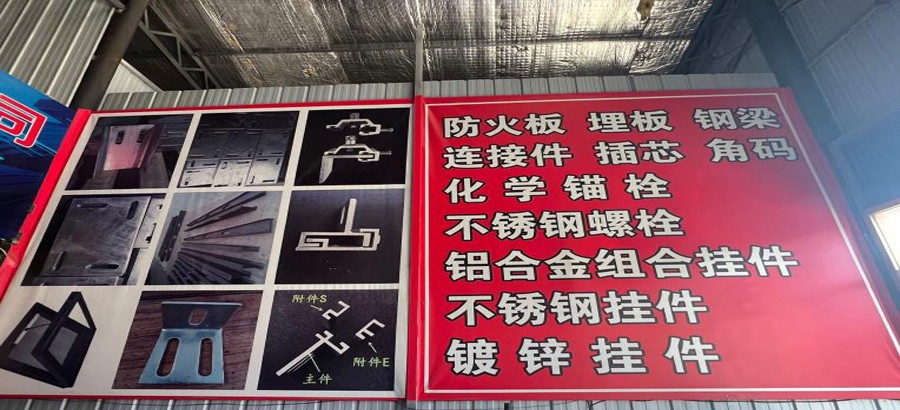 司
附件S
附件E
主件
防火板 埋板 钢梁
连接件 插芯 角码
化学锚栓
不锈钢螺栓
铝合金组合挂件
不锈钢挂件
镀锌挂件